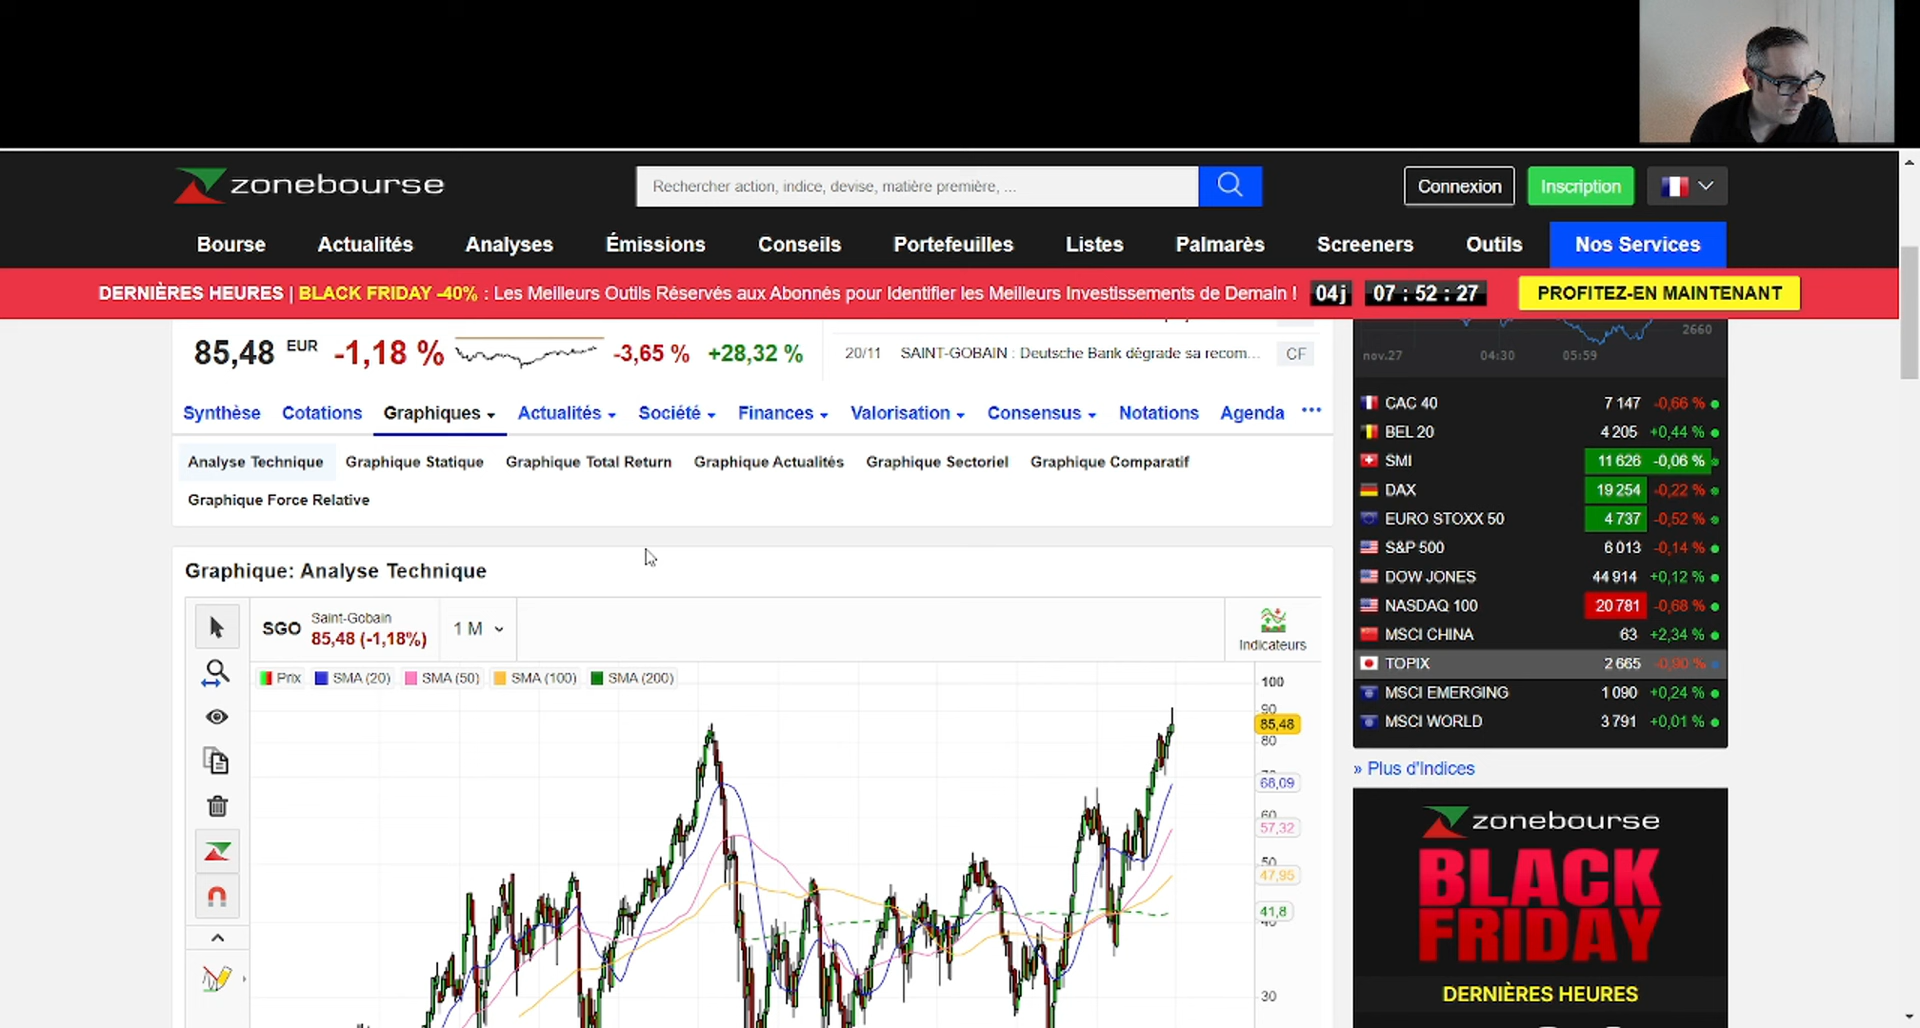 zonebourse
Rechercher action, indice, devise, matière première, ...
Connexion
Inscription
Bourse Actualités Analyses Émissions Conseils Portefeuilles Listes Palmarès Screeners Outils Nos Services
DERNIÈRES HEURES | BLACK FRIDAY -40% : Les Meilleurs Outils Réservés aux Abonnés pour Identifier les Meilleurs Investissements de Demain ! 04j 07 : 52 : 27 PROFITEZ-EN MAINTENANT
85,48 EUR -1,18 % -3,65 % +28,32 %
20/11 SAINT-GOBAIN : Deutsche Bank dégrade sa recom... CF
Synthèse Cotations Graphiques Actualités Société Finances Valorisation Consensus Notations Agenda ...
Analyse Technique Graphique Statique Graphique Total Return Graphique Actualités Graphique Sectoriel Graphique Comparatif
Graphique Force Relative
Graphique: Analyse Technique
SGO Saint-Gobain
85,48 (-1,18%)
1 M
Indicateurs
Prix SMA (20) SMA (50) SMA (100) SMA (200)
100
90
85,48
80
68,09
60
57,32
50
47,95
41,8
40
30
2660
nov.27 04:30 05:59
CAC 40 7 147 -0,66 %
BEL 20 4 205 +0,44 %
SMI 11 626 -0,06 %
DAX 19 254 -0,22 %
EURO STOXX 50 4 737 -0,52 %
S&P 500 6 013 -0,14 %
DOW JONES 44 914 +0,12 %
NASDAQ 100 20 781 -0,68 %
MSCI CHINA 63 +2,34 %
TOPIX 2 665 -0,90 %
MSCI EMERGING 1 090 +0,24 %
MSCI WORLD 3 791 +0,01 %
» Plus d'Indices
zonebourse
BLACK
FRIDAY
DERNIÈRES HEURES